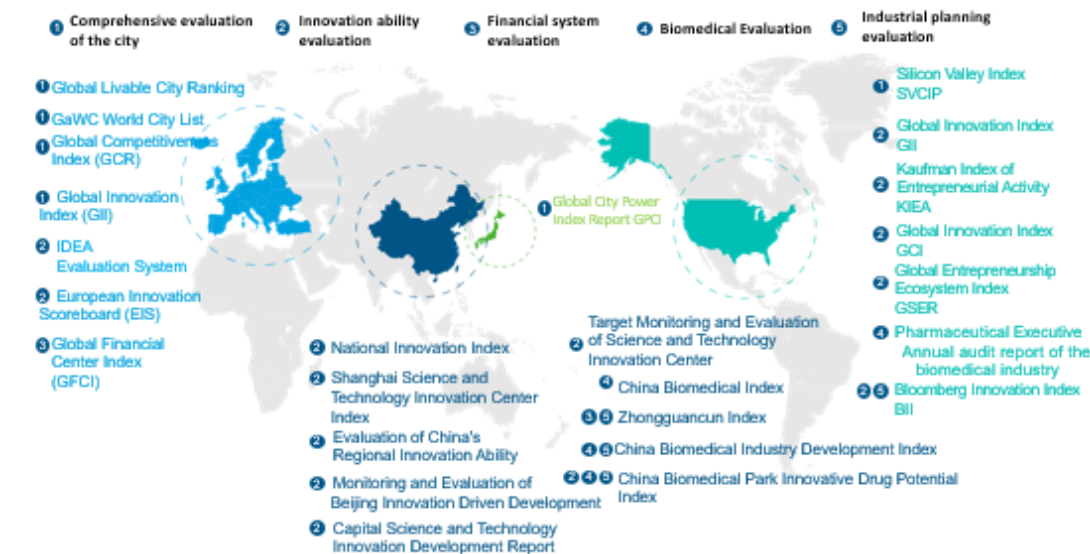 1 Comprehensive evaluation
of the city
2 Innovation ability
evaluation
3 Financial system
evaluation
4 Biomedical Evaluation
5 Industrial planning
evaluation
1 Global Livable City Ranking
1 GaWC World City List
1 Global Competitiveness
Index (GCR)
1 Global Innovation
Index (GII)
2 IDEA
Evaluation System
2 European Innovation
Scoreboard (EIS)
3 Global Financial
Center Index
(GFCI)
2 National Innovation Index
2 Shanghai Science and
Technology Innovation Center
Index
2 Evaluation of China's
Regional Innovation Ability
2 Monitoring and Evaluation of
Beijing Innovation Driven Development
2 Capital Science and Technology
Innovation Development Report
1 Global City Power
Index Report GPCI
Target Monitoring and Evaluation
2 of Science and Technology
Innovation Center
4 China Biomedical Index
3 5 Zhongguancun Index
4 5 China Biomedical Industry Development Index
2 4 5 China Biomedical Park Innovative Drug Potential
Index
1 Silicon Valley Index
SVCIP
2 Global Innovation Index
GII
Kaufman Index of
2 Entrepreneurial Activity
KIEA
2 Global Innovation Index
GCI
Global Entrepreneurship
2 Ecosystem Index
GSER
4 Pharmaceutical Executive
Annual audit report of the
biomedical industry
2 5 Bloomberg Innovation Index
BII